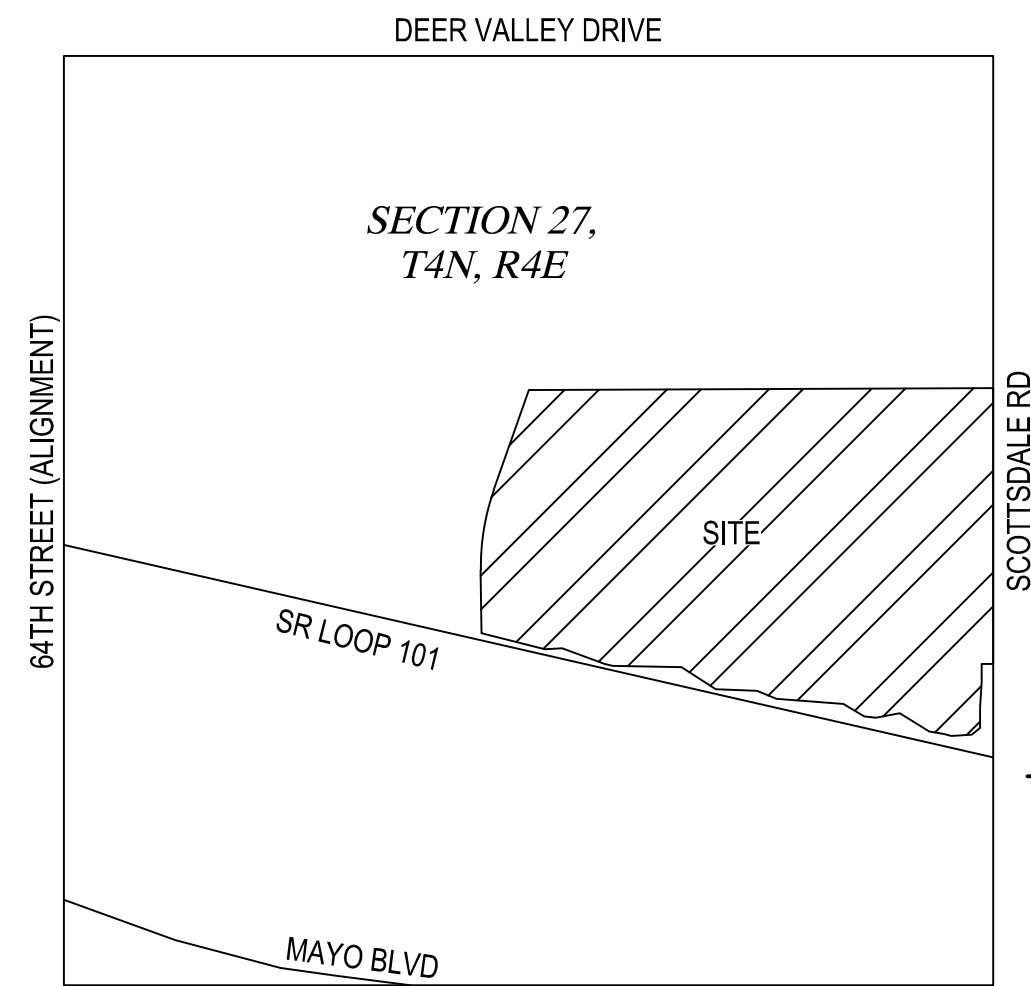 DEER VALLEY DRIVE
SECTION 27,
T4N, R4E
64TH STREET (ALIGNMENT)
SCOTTSDALE RD
SITE
SR LOOP 101
MAYO BLVD